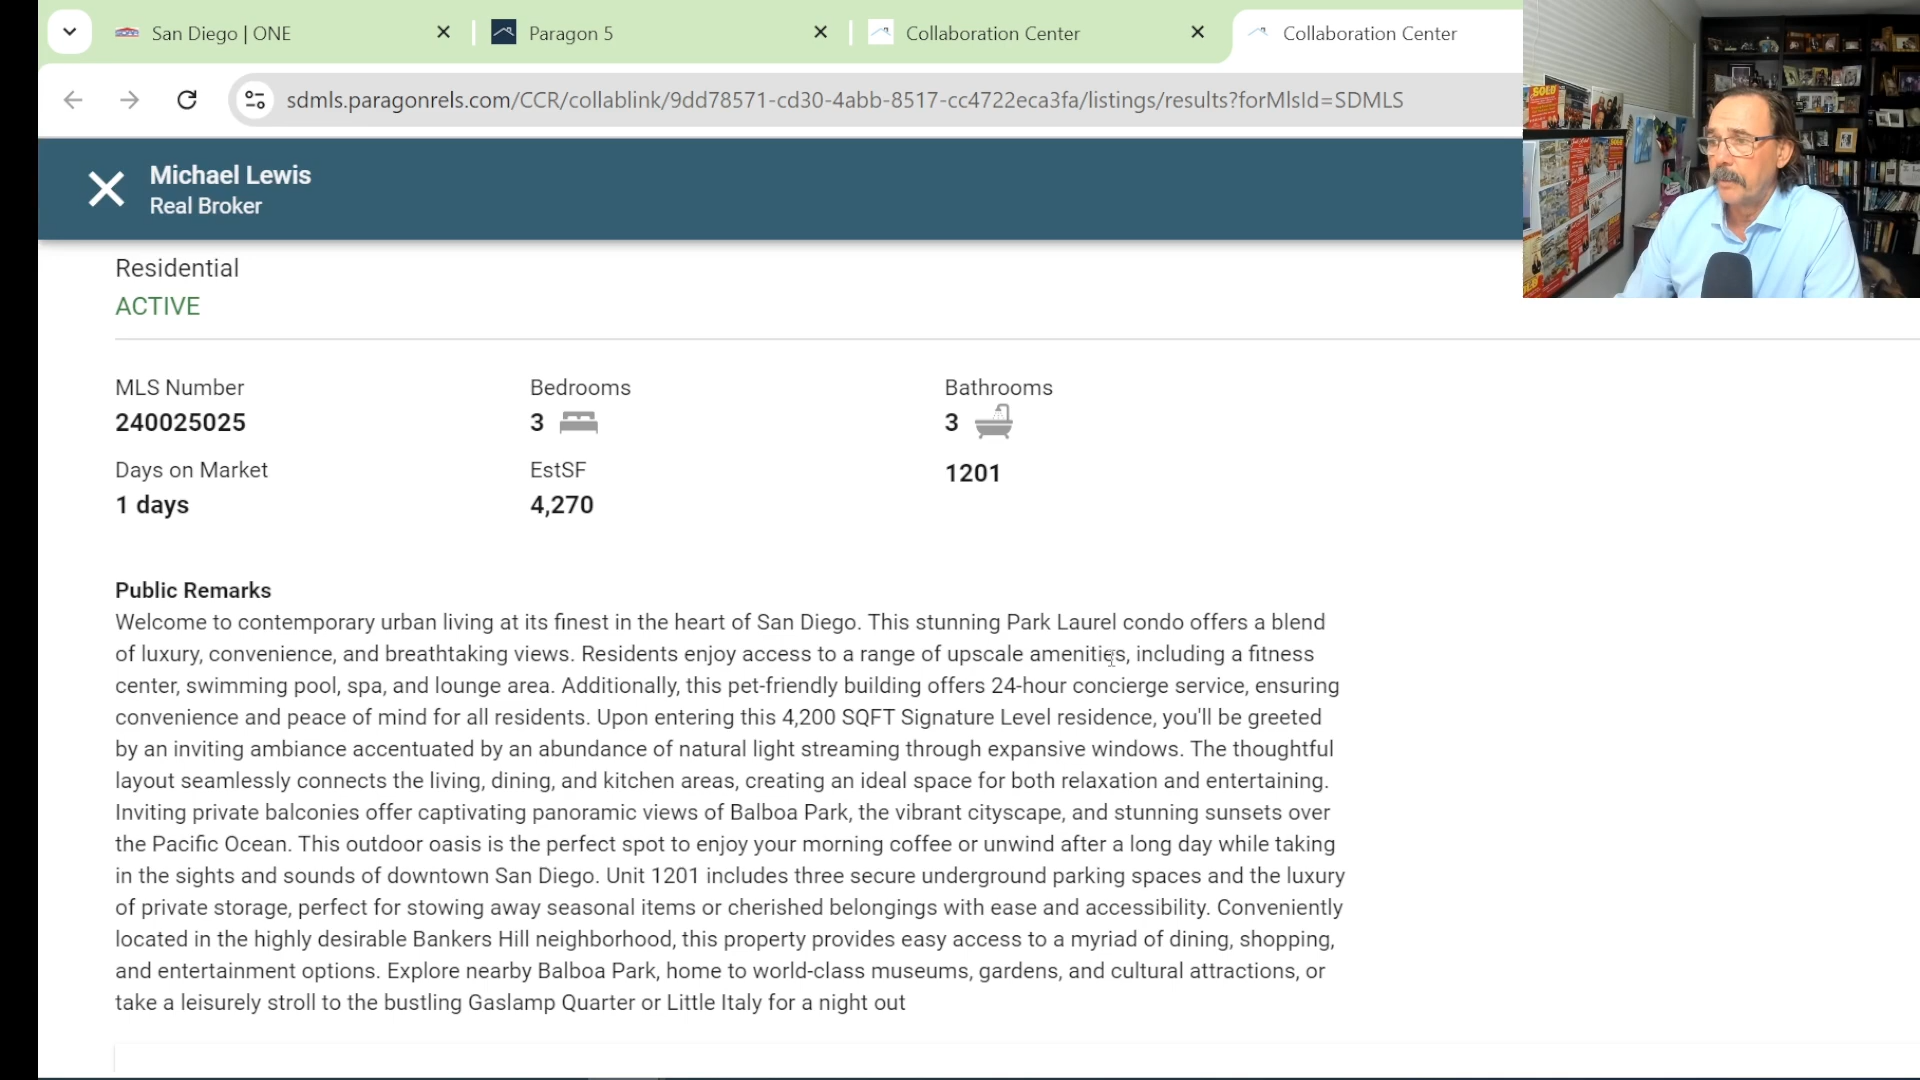 San Diego | ONE
Paragon 5
Collaboration Center
Collaboration Center
sdmls.paragonrels.com/CCR/collablink/9dd78571-cd30-4abb-8517-cc4722eca3fa/listings/results?forMlsId=SDMLS
Michael Lewis
Real Broker
SOLD
Residential
ACTIVE
MLS Number
240025025
Bedrooms
3
Bathrooms
3
Days on Market
1 days
EstSF
4,270
1201
Public Remarks
Welcome to contemporary urban living at its finest in the heart of San Diego. This stunning Park Laurel condo offers a blend
of luxury, convenience, and breathtaking views. Residents enjoy access to a range of upscale amenities, including a fitness
center, swimming pool, spa, and lounge area. Additionally, this pet-friendly building offers 24-hour concierge service, ensuring
convenience and peace of mind for all residents. Upon entering this 4,200 SQFT Signature Level residence, you'll be greeted
by an inviting ambiance accentuated by an abundance of natural light streaming through expansive windows. The thoughtful
layout seamlessly connects the living, dining, and kitchen areas, creating an ideal space for both relaxation and entertaining.
Inviting private balconies offer captivating panoramic views of Balboa Park, the vibrant cityscape, and stunning sunsets over
the Pacific Ocean. This outdoor oasis is the perfect spot to enjoy your morning coffee or unwind after a long day while taking
in the sights and sounds of downtown San Diego. Unit 1201 includes three secure underground parking spaces and the luxury
of private storage, perfect for stowing away seasonal items or cherished belongings with ease and accessibility. Conveniently
located in the highly desirable Bankers Hill neighborhood, this property provides easy access to a myriad of dining, shopping,
and entertainment options. Explore nearby Balboa Park, home to world-class museums, gardens, and cultural attractions, or
take a leisurely stroll to the bustling Gaslamp Quarter or Little Italy for a night out